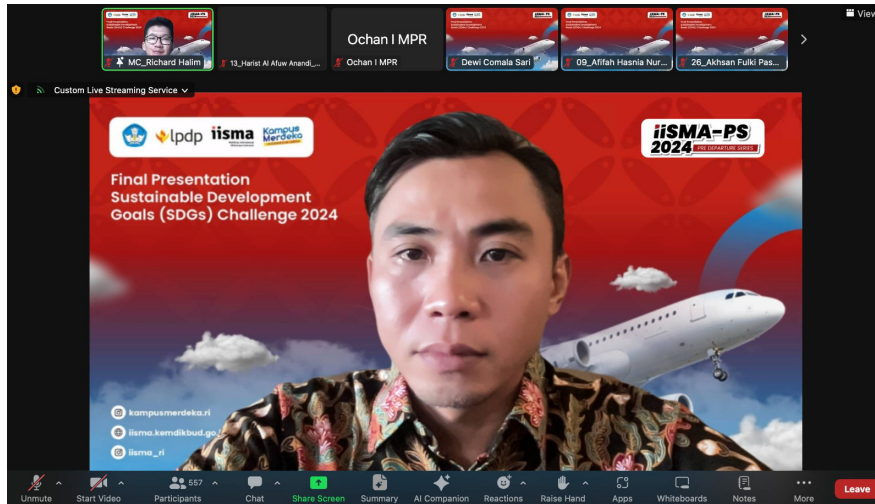 View
MC_Richard Halim
13_Harist Al Afuw Anandi_...
Ochan I MPR
Ochan I MPR
Dewi Comala Sari
09_Afifah Hasnia Nur...
26_Akhsan Fulki Pas...
Custom Live Streaming Service
lpdp
iisma
Kampus
Merdeka
iiSMA-PS
2024 PRE DEPARTURE SERIES
Final Presentation
Sustainable Development
Goals (SDGs) Challenge 2024
kampusmerdeka.ri
iisma.kemdikbud.go.
iisma_ri
557
Unmute
Start Video
Participants
Chat
Share Screen
Summary
AI Companion
Reactions
Raise Hand
Apps
Whiteboards
Notes
More
Leave